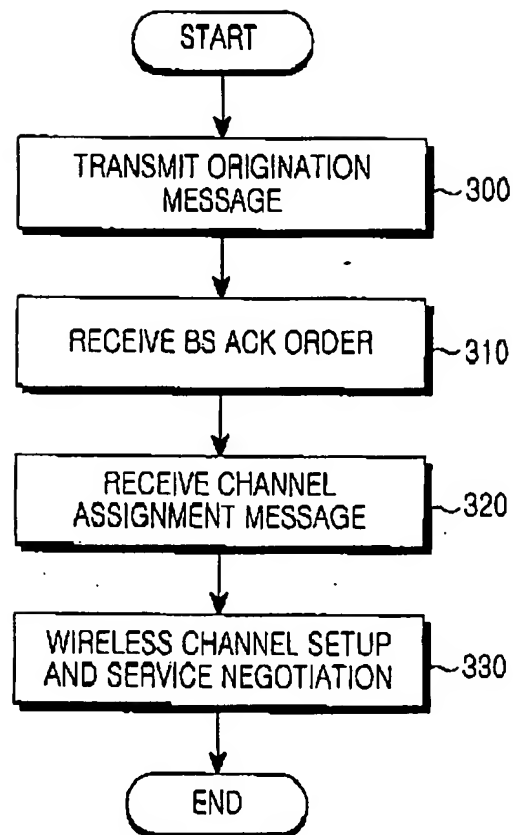 START
TRANSMIT ORIGINATION
MESSAGE
300
RECEIVE BS ACK ORDER
310
RECEIVE CHANNEL
ASSIGNMENT MESSAGE
320
WIRELESS CHANNEL SETUP
AND SERVICE NEGOTIATION
330
END